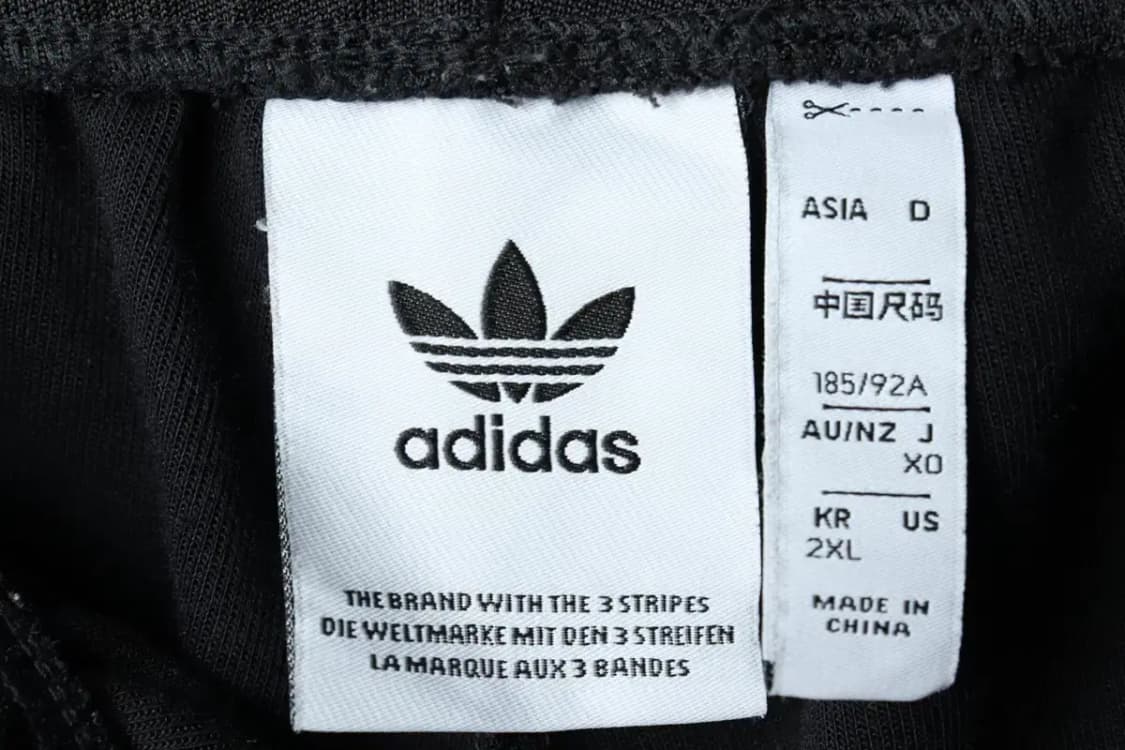 adidas
THE BRAND WITH THE 3 STRIPES
DIE WELTMARKE MIT DEN 3 STREIFEN
LA MARQUE AUX 3 BANDES
ASIA D
中国尺码
185/92A
AU/NZ J
XO
KR US
2XL
MADE IN
CHINA